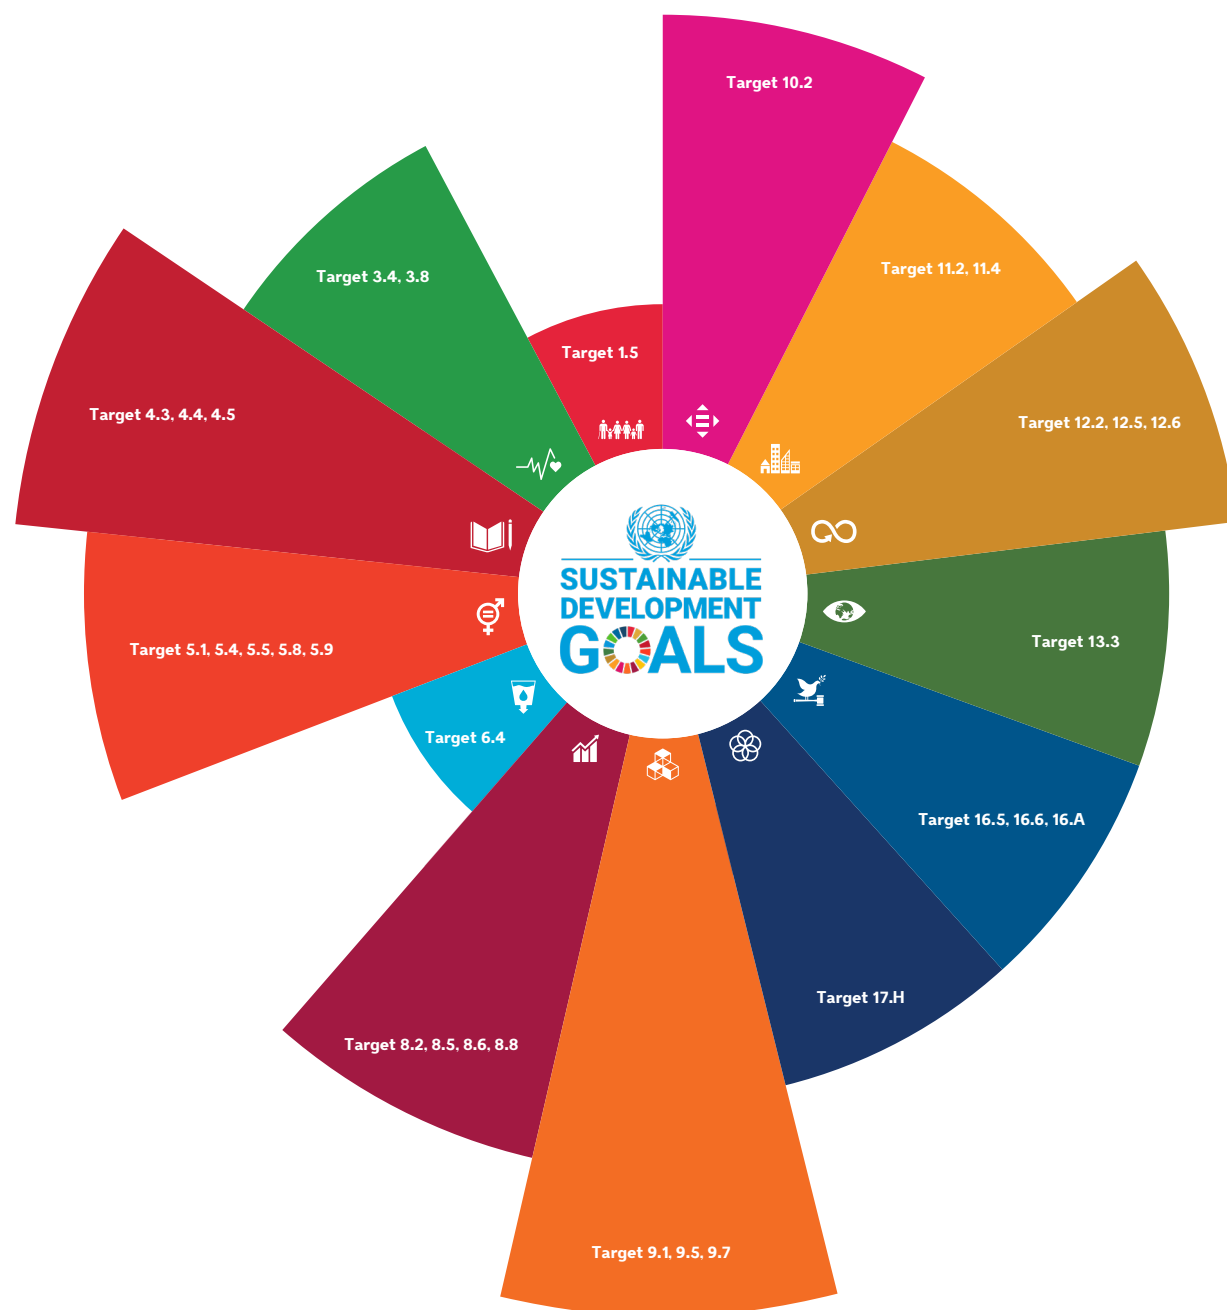 Target 10.2
Target 11.2, 11.4
Target 12.2, 12.5, 12.6
Target 13.3
Target 16.5, 16.6, 16.A
Target 17.H
Target 9.1, 9.5, 9.7
Target 8.2, 8.5, 8.6, 8.8
Target 6.4
Target 5.1, 5.4, 5.5, 5.8, 5.9
Target 4.3, 4.4, 4.5
Target 3.4, 3.8
Target 1.5
SUSTAINABLE
DEVELOPMENT
GOALS